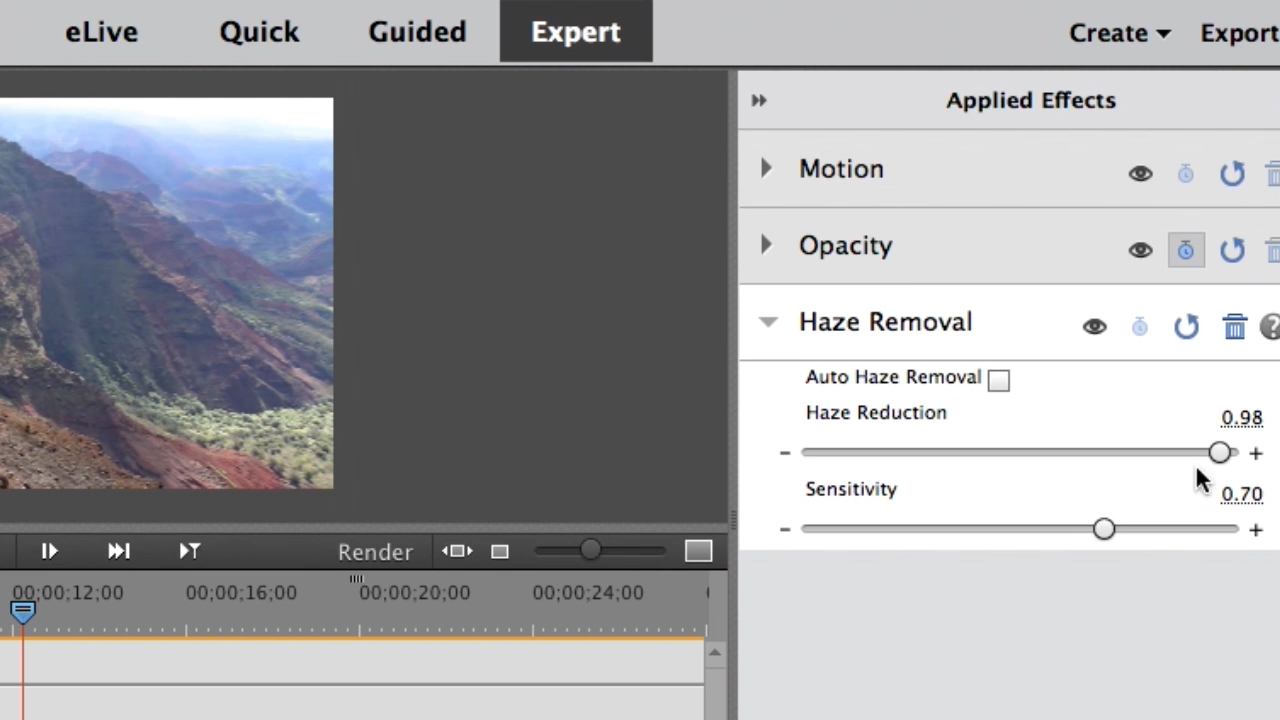 eLive Quick Guided Expert Create Export
Applied Effects
Motion
Opacity
Haze Removal
Auto Haze Removal
Haze Reduction 0.98
- +
Sensitivity 0.70
- +
Render
00;00;12;00 00;00;16;00 00;00;20;00 00;00;24;00